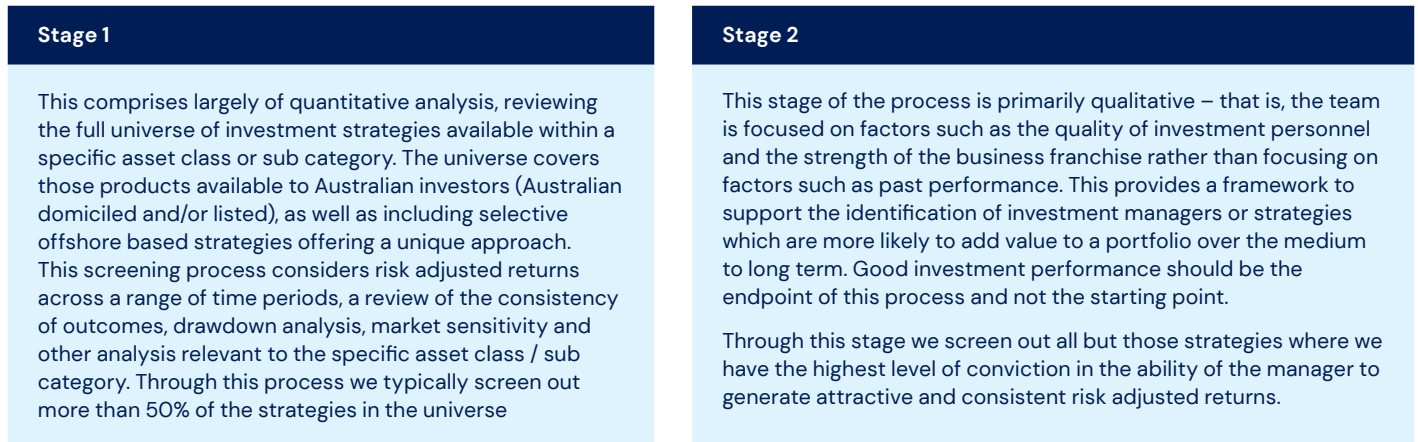 Stage 1
This comprises largely of quantitative analysis, reviewing
the full universe of investment strategies available within a
specific asset class or sub category. The universe covers
those products available to Australian investors (Australian
domiciled and/or listed), as well as including selective
offshore based strategies offering a unique approach.
This screening process considers risk adjusted returns
across a range of time periods, a review of the consistency
of outcomes, drawdown analysis, market sensitivity and
other analysis relevant to the specific asset class / sub
category. Through this process we typically screen out
more than 50% of the strategies in the universe
Stage 2
This stage of the process is primarily qualitative – that is, the team
is focused on factors such as the quality of investment personnel
and the strength of the business franchise rather than focusing on
factors such as past performance. This provides a framework to
support the identification of investment managers or strategies
which are more likely to add value to a portfolio over the medium
to long term. Good investment performance should be the
endpoint of this process and not the starting point.
Through this stage we screen out all but those strategies where we
have the highest level of conviction in the ability of the manager to
generate attractive and consistent risk adjusted returns.